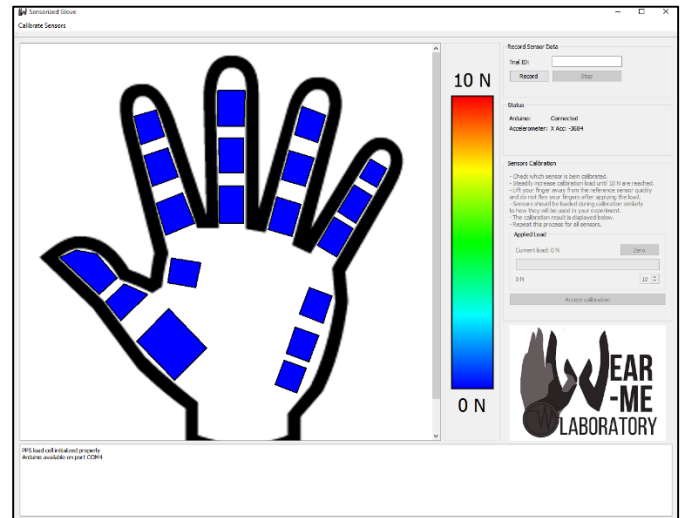 Sensorized Glove
Calibrate Sensors
10 N
0 N
Record Sensor Data
Trial ID:
Record Stop
Status
Arduino: Connected
Accelerometer: X Acc: -3684
Sensors Calibration
- Check which sensor is bein calibrated.
- Steadily increase calibration load until 10 N are reached.
- Lift your finger away from the reference sensor quickly
and do not flex your fingers after applying the load.
- Sensors should be loaded during calibration similarly
to how they will be used in your experiment.
- The calibration result is displayed below.
- Repeat this process for all sensors.
Applied Load
Current load: 0 N Zero
0 N 10
Accept calibration
WEAR
-ME
LABORATORY
PPS load cell initialized properly
Arduino available on port COM4